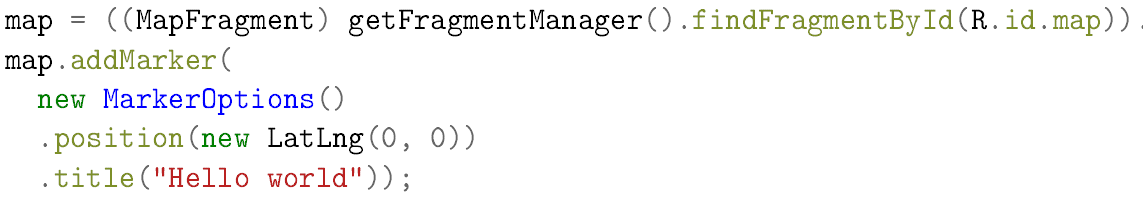 map = ((MapFragment) getFragmentManager().findFragmentById(R.id.map)).
map.addMarker(
  new MarkerOptions()
  .position(new LatLng(0, 0))
  .title("Hello world"));